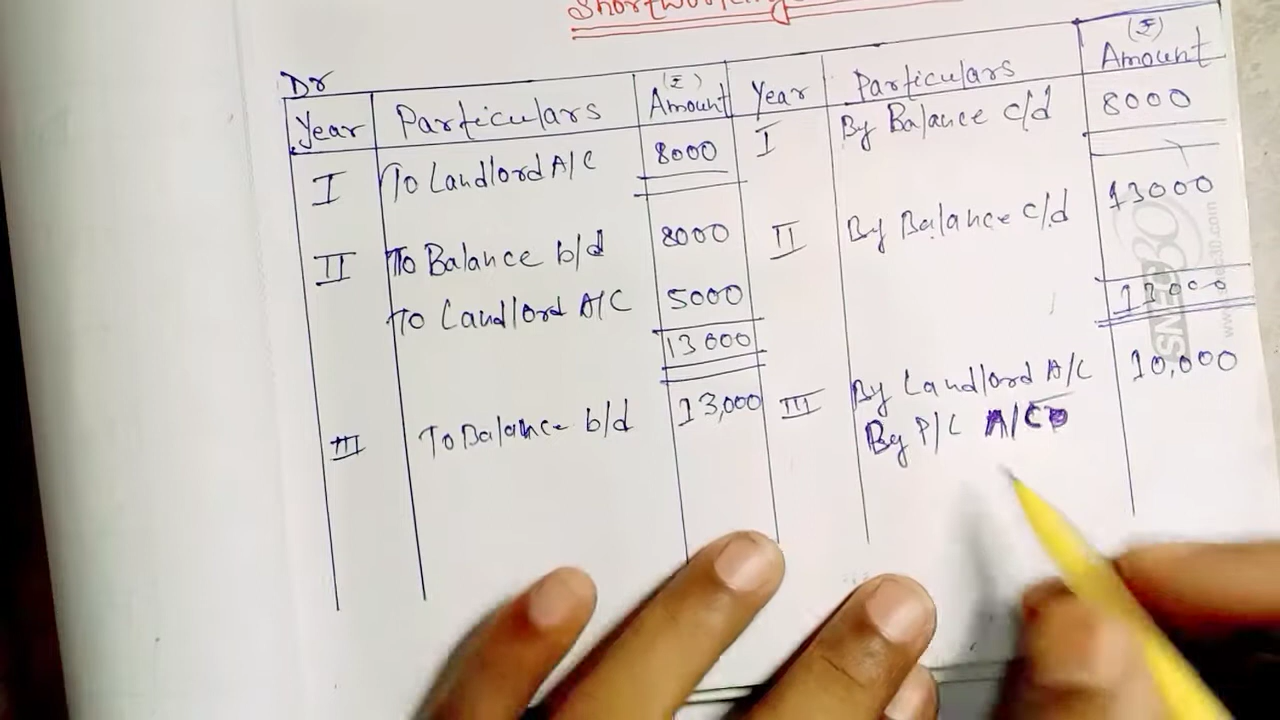 Shortworking
Dr (₹) (₹)
Year Particulars Amount Year Particulars Amount
I To Landlord A/C 8000 I By Balance c/d 8000
II To Balance b/d 8000 II By Balance c/d 13000
To Landlord A/C 5000
13000 13000
III To Balance b/d 13,000 III By Landlord A/C 10,000
By P/L A/C